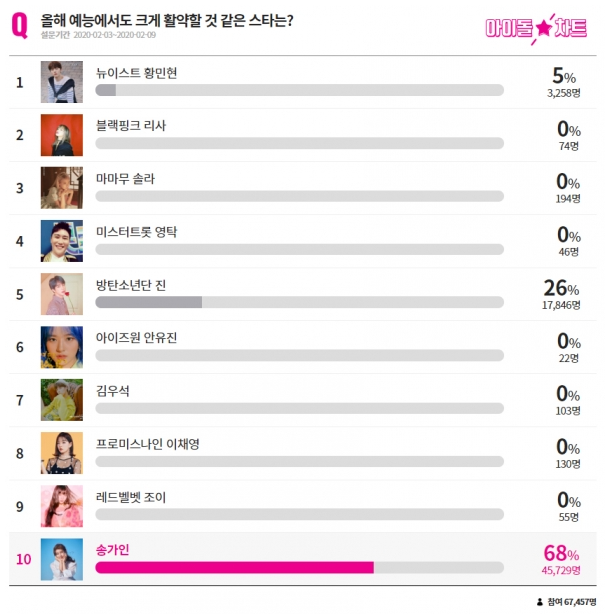 Q 올해 예능에서도 크게 활약할 것 같은 스타는?
설문기간 2020-02-03~2020-02-09
아이돌★차트
1 뉴이스트 황민현 5%
3,258명
2 블랙핑크 리사 0%
74명
3 마마무 솔라 0%
194명
4 미스터트롯 영탁 0%
46명
5 방탄소년단 진 26%
17,846명
6 아이즈원 안유진 0%
22명
7 김우석 0%
103명
8 프로미스나인 이채영 0%
130명
9 레드벨벳 조이 0%
55명
10 송가인 68%
45,729명
참여 67,457명